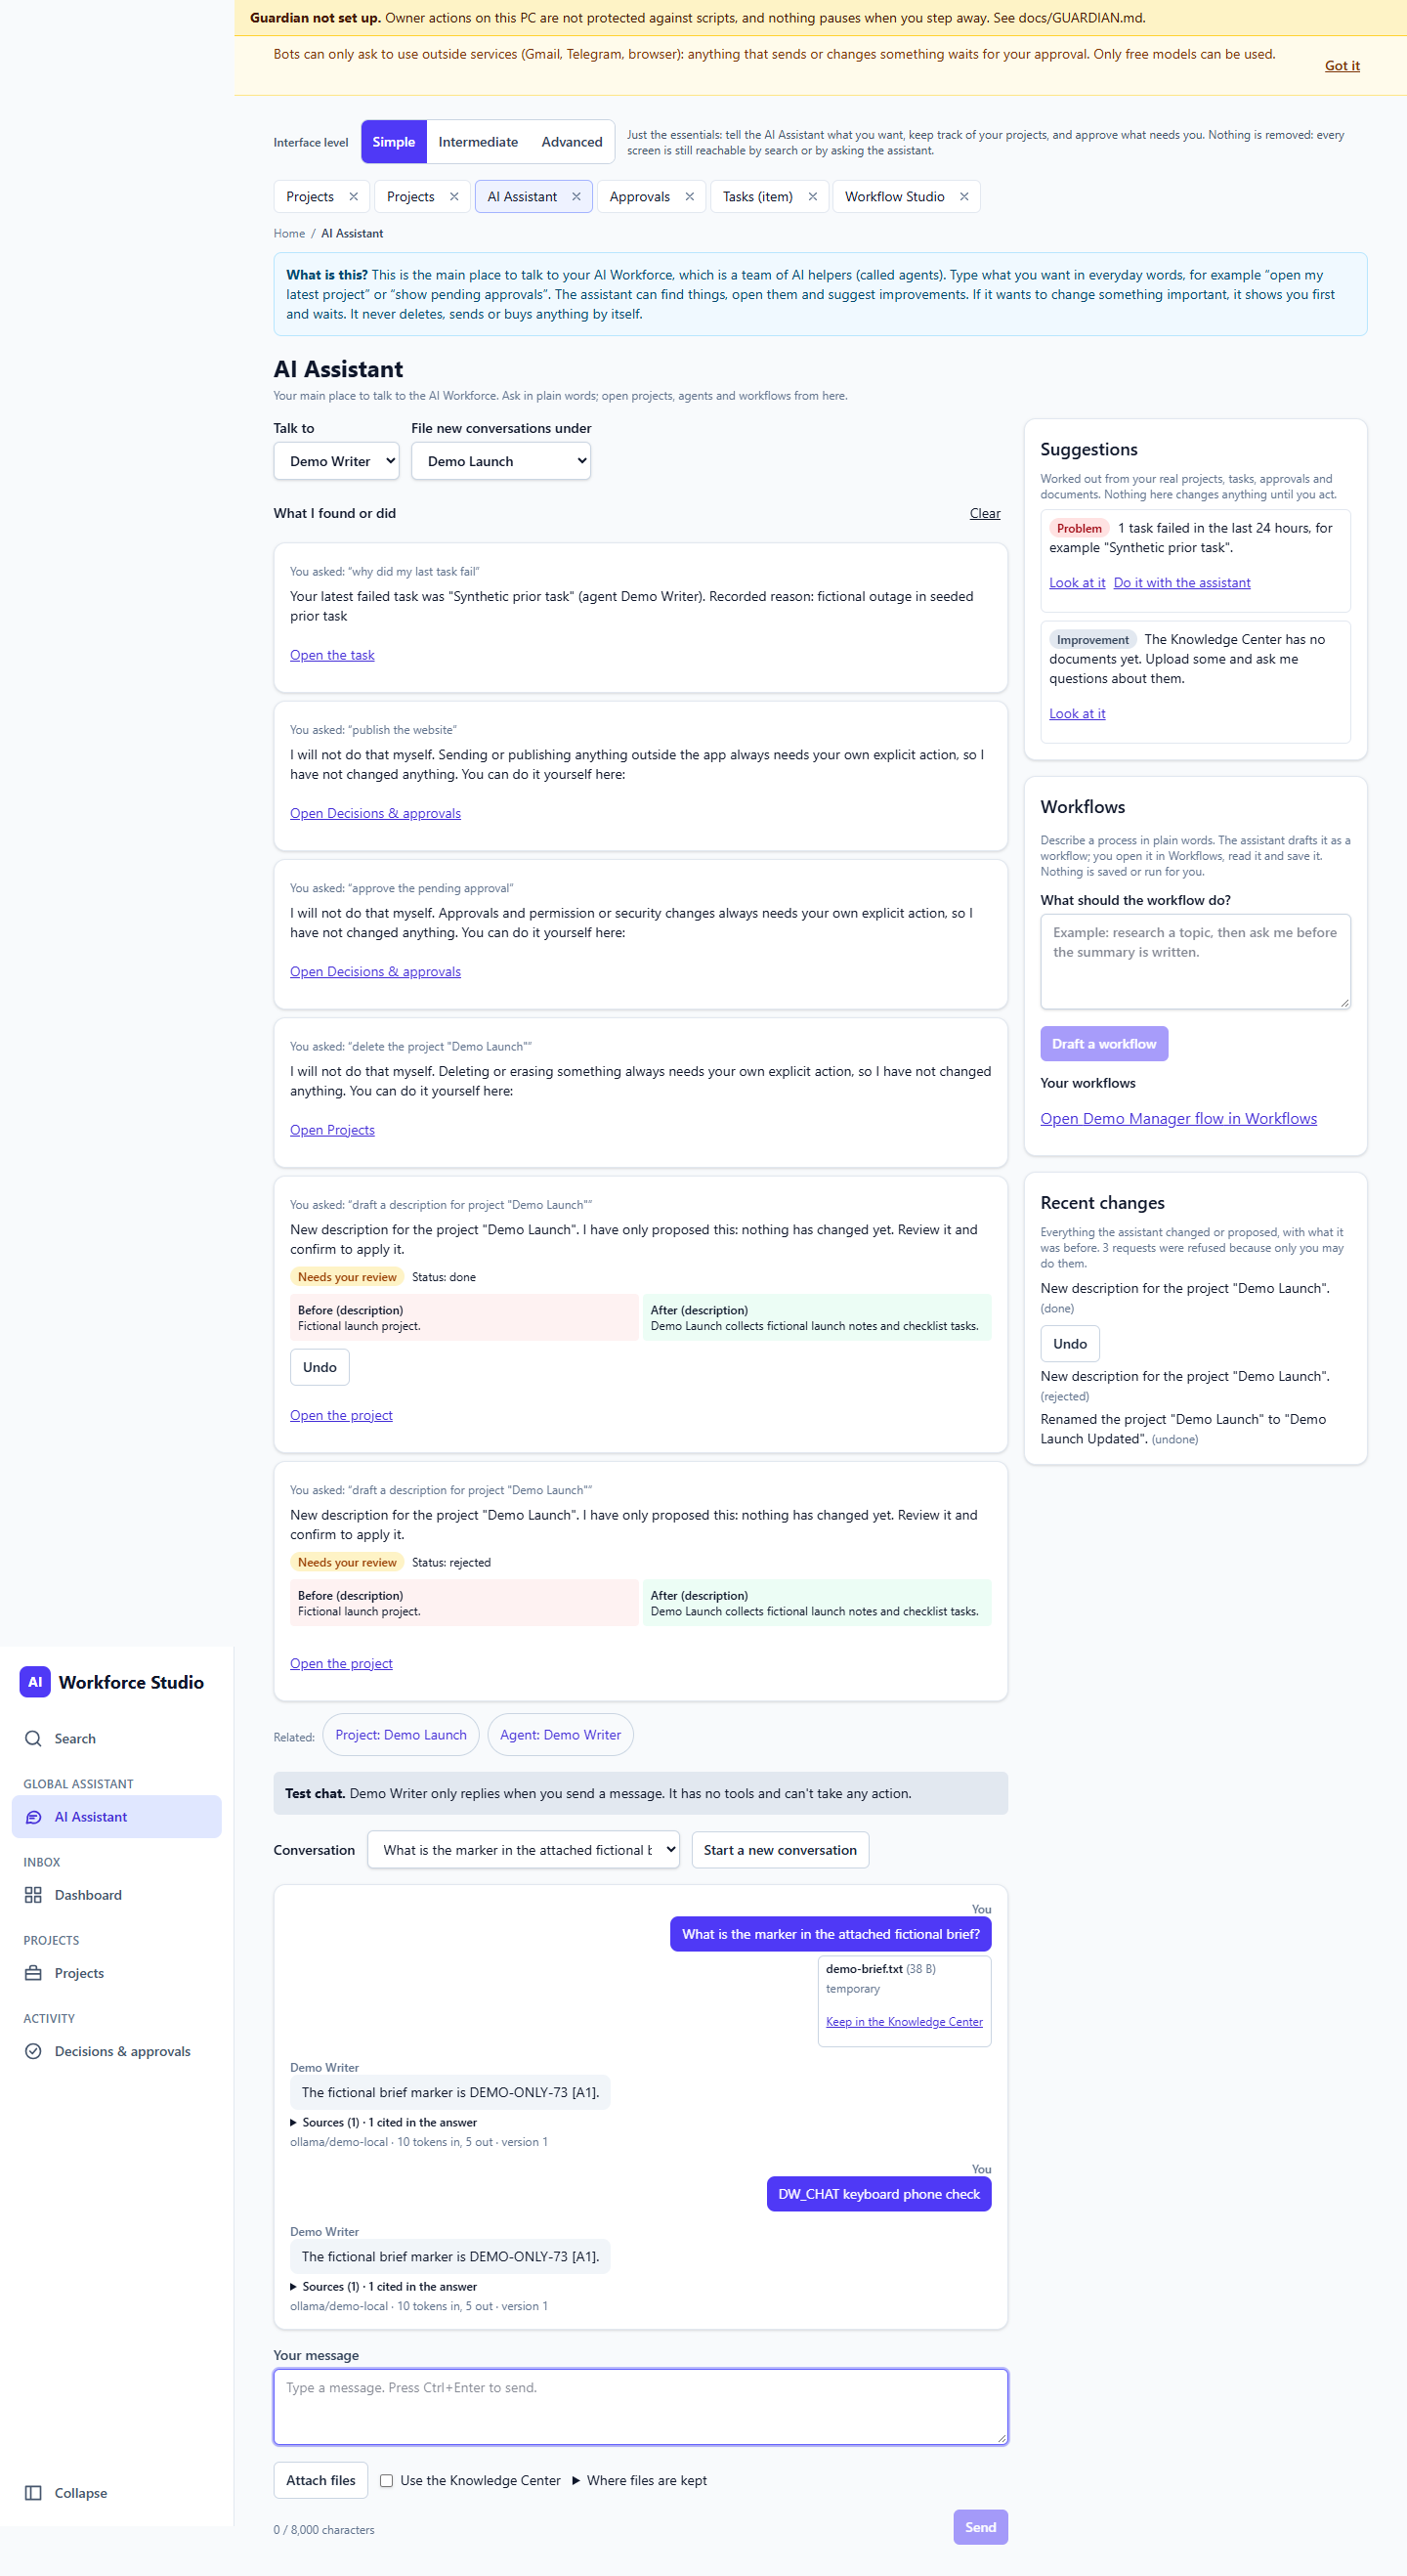 Guardian not set up. Owner actions on this PC are not protected against scripts, and nothing pauses when you step away. See docs/GUARDIAN.md.
Bots can only ask to use outside services (Gmail, Telegram, browser): anything that sends or changes something waits for your approval. Only free models can be used.
Got it
Interface level
Simple
Intermediate
Advanced
Just the essentials: tell the AI Assistant what you want, keep track of your projects, and approve what needs you. Nothing is removed: every
screen is still reachable by search or by asking the assistant.
Projects ×
Projects ×
AI Assistant ×
Approvals ×
Tasks (item) ×
Workflow Studio ×
Home / AI Assistant
What is this? This is the main place to talk to your AI Workforce, which is a team of AI helpers (called agents). Type what you want in everyday words, for example “open my
latest project” or “show pending approvals”. The assistant can find things, open them and suggest improvements. If it wants to change something important, it shows you first
and waits. It never deletes, sends or buys anything by itself.
AI Assistant
Your main place to talk to the AI Workforce. Ask in plain words; open projects, agents and workflows from here.
Talk to
Demo Writer
File new conversations under
Demo Launch
What I found or did
Clear
You asked: “why did my last task fail”
Your latest failed task was "Synthetic prior task" (agent Demo Writer). Recorded reason: fictional outage in seeded
prior task
Open the task
You asked: “publish the website”
I will not do that myself. Sending or publishing anything outside the app always needs your own explicit action, so I
have not changed anything. You can do it yourself here:
Open Decisions & approvals
You asked: “approve the pending approval”
I will not do that myself. Approvals and permission or security changes always needs your own explicit action, so I
have not changed anything. You can do it yourself here:
Open Decisions & approvals
You asked: “delete the project "Demo Launch"”
I will not do that myself. Deleting or erasing something always needs your own explicit action, so I have not changed
anything. You can do it yourself here:
Open Projects
You asked: “draft a description for project "Demo Launch"”
New description for the project "Demo Launch". I have only proposed this: nothing has changed yet. Review it and
confirm to apply it.
Needs your review Status: done
Before (description)
Fictional launch project.
After (description)
Demo Launch collects fictional launch notes and checklist tasks.
Undo
Open the project
You asked: “draft a description for project "Demo Launch"”
New description for the project "Demo Launch". I have only proposed this: nothing has changed yet. Review it and
confirm to apply it.
Needs your review Status: rejected
Before (description)
Fictional launch project.
After (description)
Demo Launch collects fictional launch notes and checklist tasks.
Open the project
Related:
Project: Demo Launch
Agent: Demo Writer
Test chat. Demo Writer only replies when you send a message. It has no tools and can't take any action.
Conversation
What is the marker in the attached fictional b
Start a new conversation
You
What is the marker in the attached fictional brief?
demo-brief.txt (38 B)
temporary
Keep in the Knowledge Center
Demo Writer
The fictional brief marker is DEMO-ONLY-73 [A1].
Sources (1) · 1 cited in the answer
ollama/demo-local · 10 tokens in, 5 out · version 1
You
DW_CHAT keyboard phone check
Demo Writer
The fictional brief marker is DEMO-ONLY-73 [A1].
Sources (1) · 1 cited in the answer
ollama/demo-local · 10 tokens in, 5 out · version 1
Your message
Type a message. Press Ctrl+Enter to send.
Attach files
Use the Knowledge Center
Where files are kept
0 / 8,000 characters
Send
Suggestions
Worked out from your real projects, tasks, approvals and
documents. Nothing here changes anything until you act.
Problem 1 task failed in the last 24 hours, for
example "Synthetic prior task".
Look at it Do it with the assistant
Improvement The Knowledge Center has no
documents yet. Upload some and ask me
questions about them.
Look at it
Workflows
Describe a process in plain words. The assistant drafts it as a
workflow; you open it in Workflows, read it and save it.
Nothing is saved or run for you.
What should the workflow do?
Example: research a topic, then ask me before
the summary is written.
Draft a workflow
Your workflows
Open Demo Manager flow in Workflows
Recent changes
Everything the assistant changed or proposed, with what it
was before. 3 requests were refused because only you may
do them.
New description for the project "Demo Launch".
(done)
Undo
New description for the project "Demo Launch".
(rejected)
Renamed the project "Demo Launch" to "Demo
Launch Updated". (undone)
AI Workforce Studio
Search
GLOBAL ASSISTANT
AI Assistant
INBOX
Dashboard
PROJECTS
Projects
ACTIVITY
Decisions & approvals
Collapse